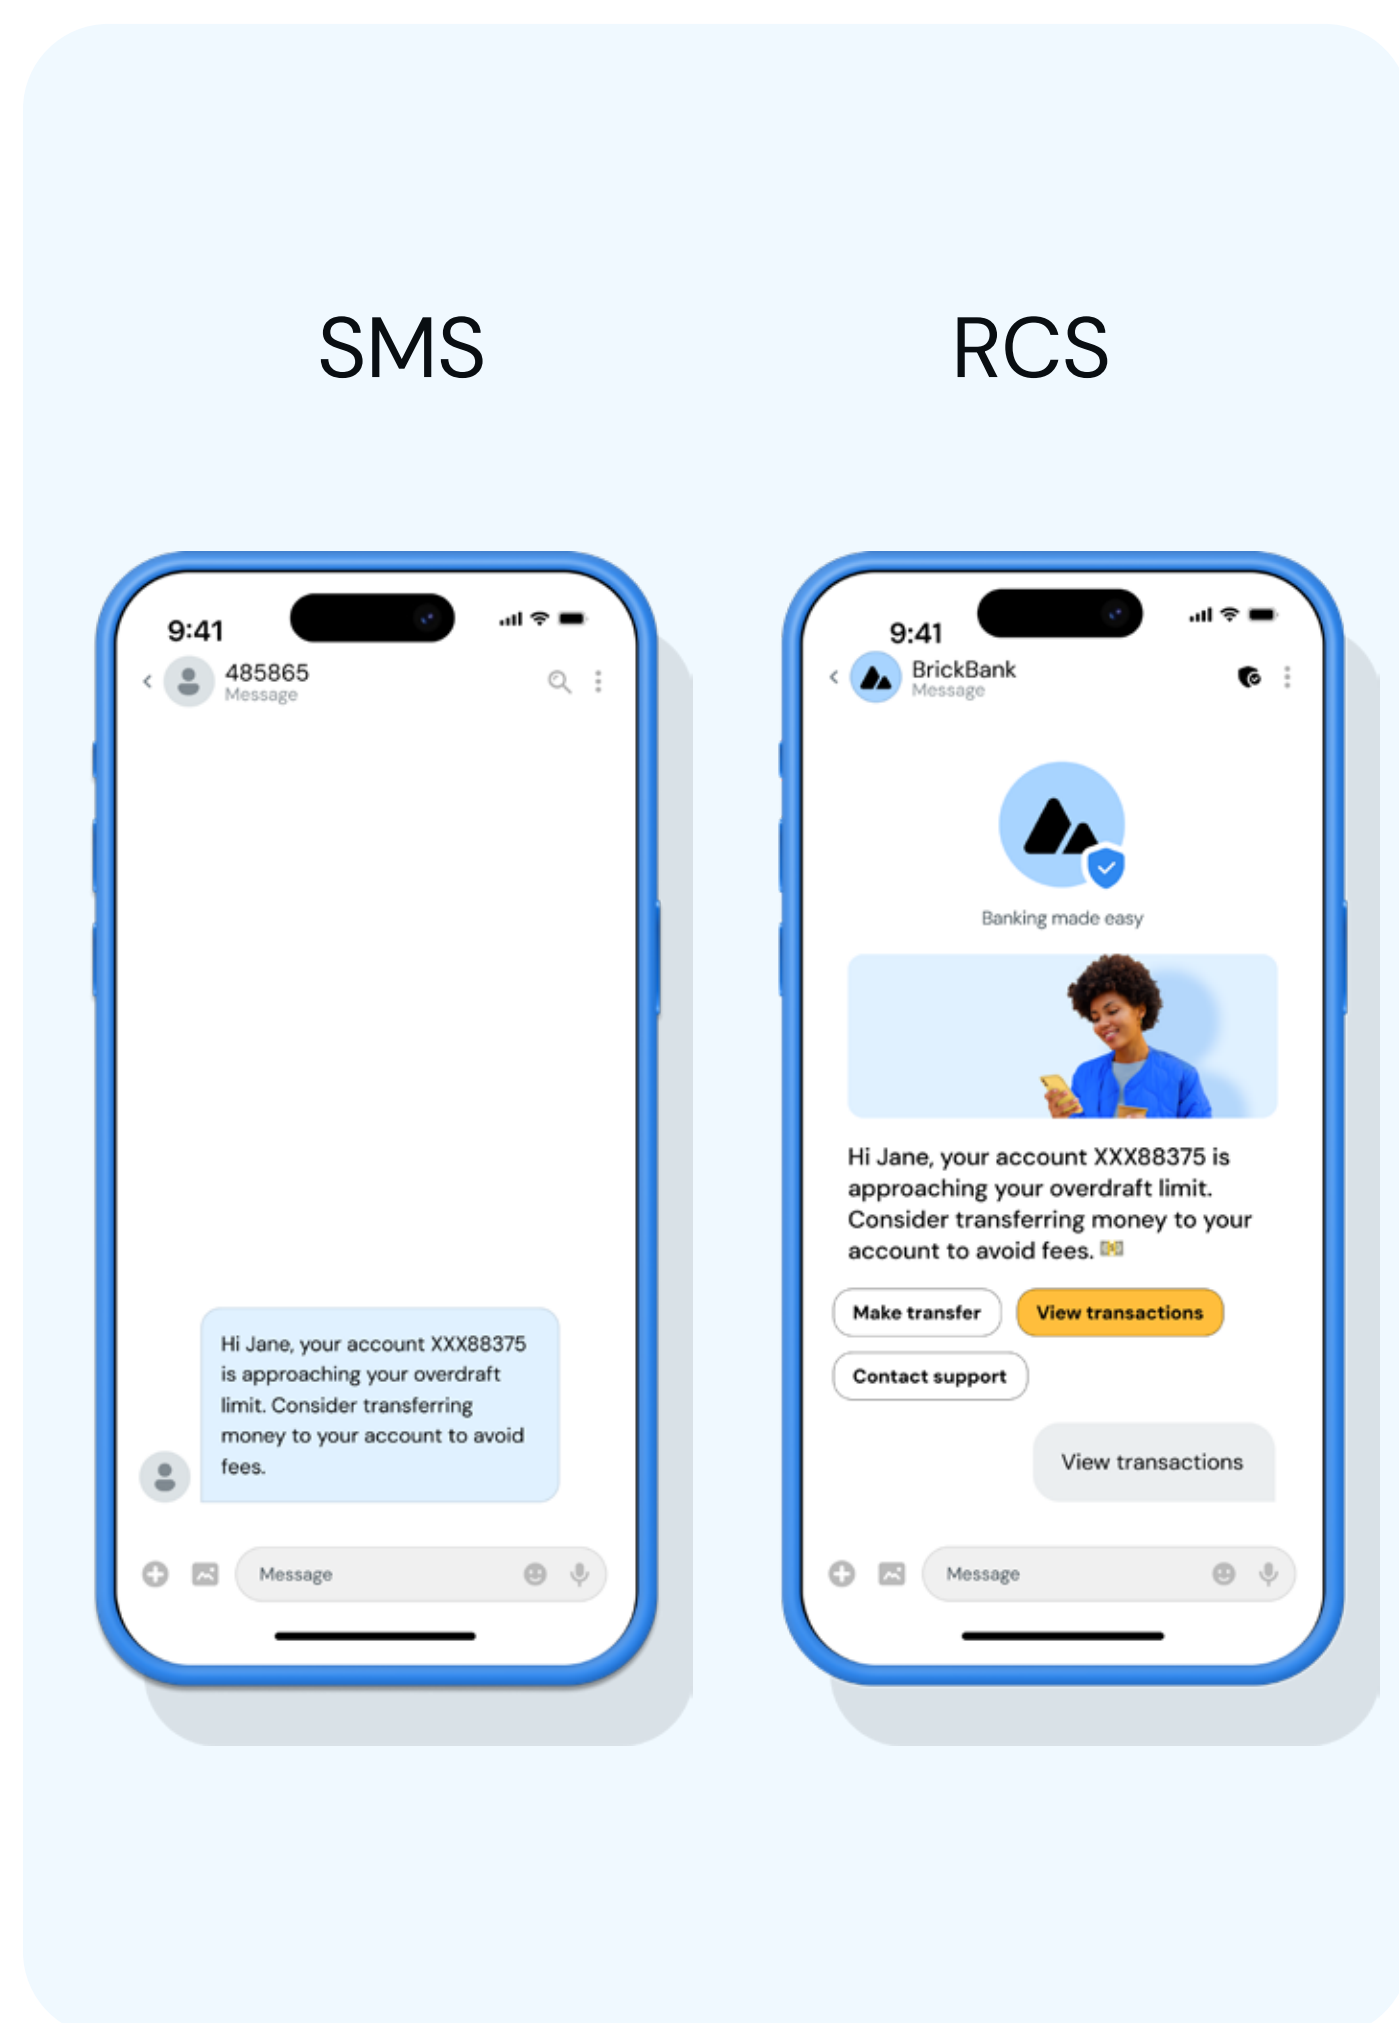 SMS
RCS
9:41
485865
Message
Hi Jane, your account XXX88375
is approaching your overdraft
limit. Consider transferring
money to your account to avoid
fees.
Message
9:41
BrickBank
Message
Banking made easy
Hi Jane, your account XXX88375 is
approaching your overdraft limit.
Consider transferring money to your
account to avoid fees. 💵
Make transfer
View transactions
Contact support
View transactions
Message